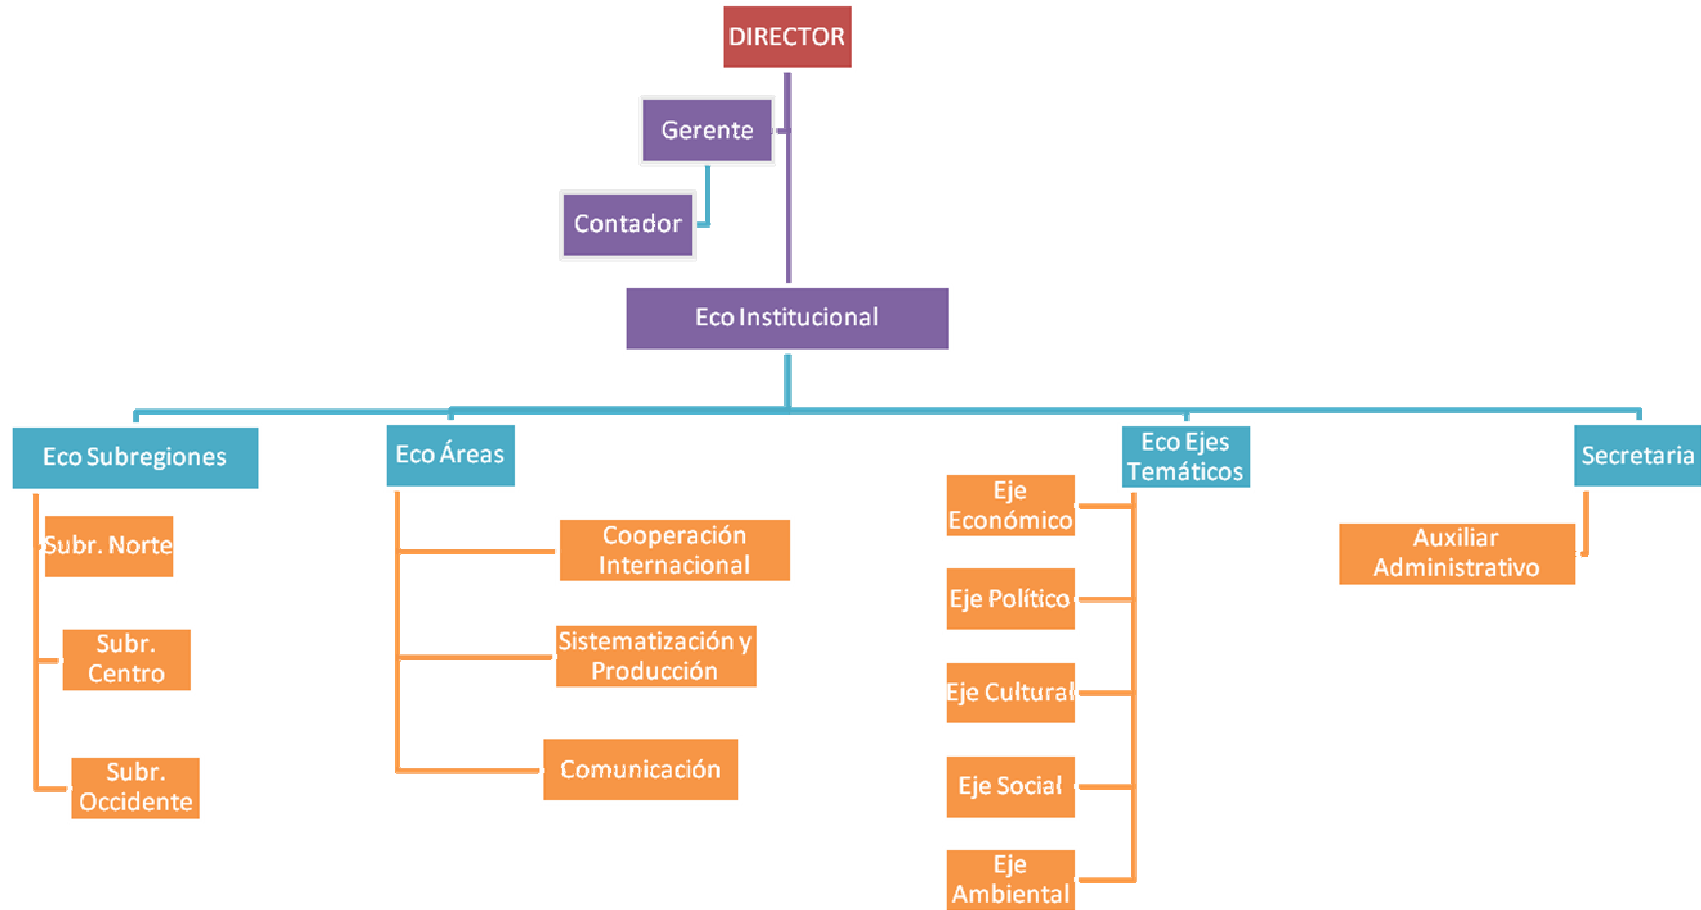 DIRECTOR
Gerente
Contador
Eco Institucional
Eco Subregiones
Subr. Norte
Subr.
Centro
Subr.
Occidente
Eco Áreas
Cooperación
Internacional
Sistematización y
Producción
Comunicación
Eco Ejes
Temáticos
Eje
Económico
Eje Político
Eje Cultural
Eje Social
Eje
Ambiental
Secretaria
Auxiliar
Administrativo